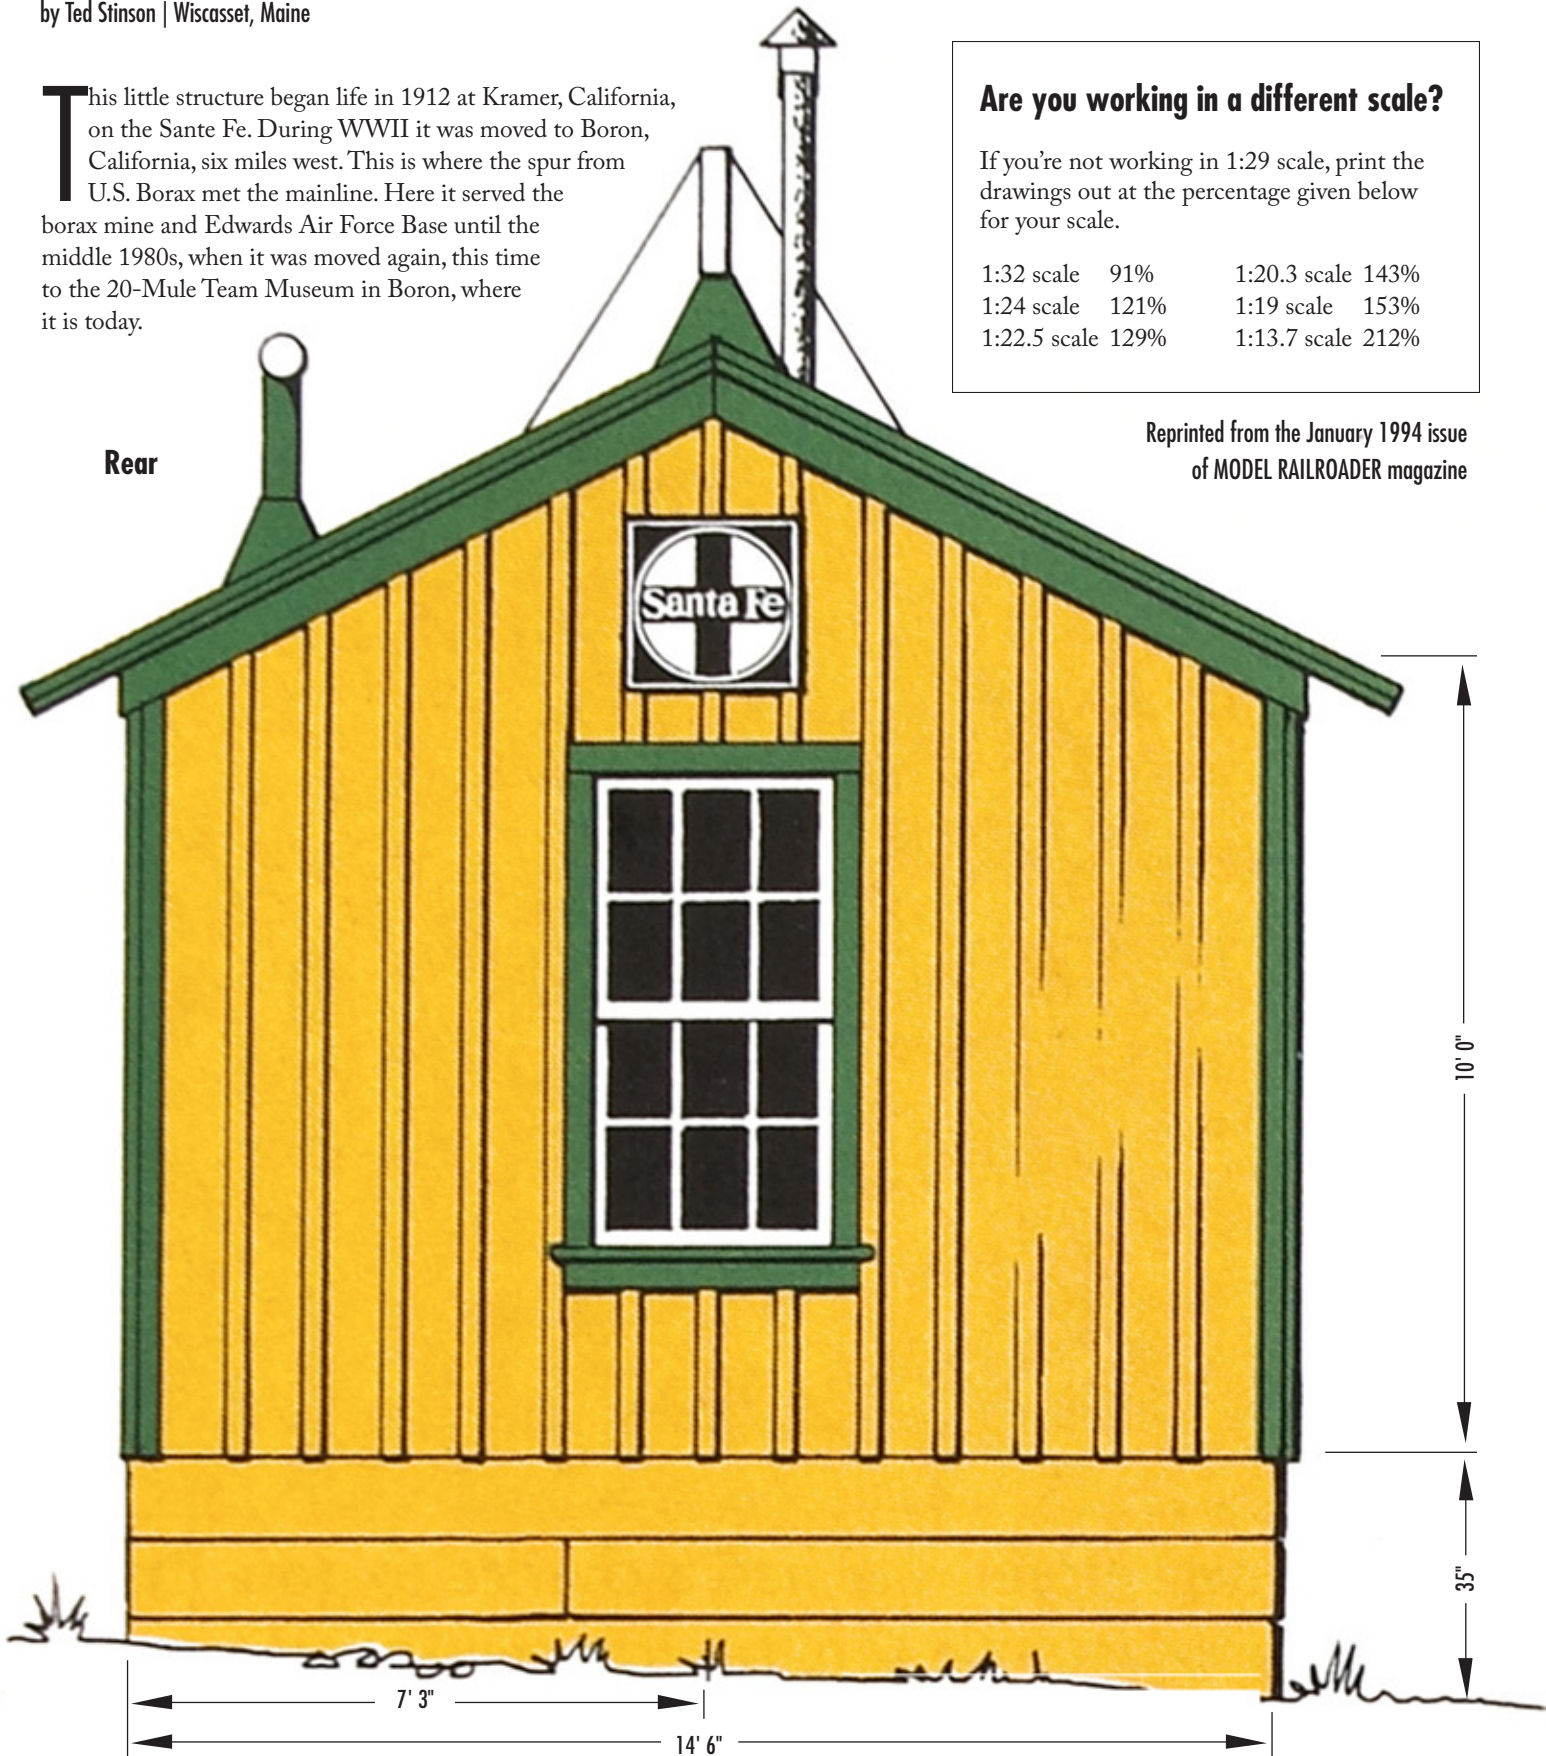 by Ted Stinson | Wiscasset, Maine
This little structure began life in 1912 at Kramer, California,
on the Sante Fe. During WWII it was moved to Boron,
California, six miles west. This is where the spur from
U.S. Borax met the mainline. Here it served the
borax mine and Edwards Air Force Base until the
middle 1980s, when it was moved again, this time
to the 20-Mule Team Museum in Boron, where
it is today.
Are you working in a different scale?
If you’re not working in 1:29 scale, print the
drawings out at the percentage given below
for your scale.
1:32 scale 91% 1:20.3 scale 143%
1:24 scale 121% 1:19 scale 153%
1:22.5 scale 129% 1:13.7 scale 212%
Reprinted from the January 1994 issue
of MODEL RAILROADER magazine
Rear
Santa Fe
10' 0"
35"
7' 3"
14' 6"